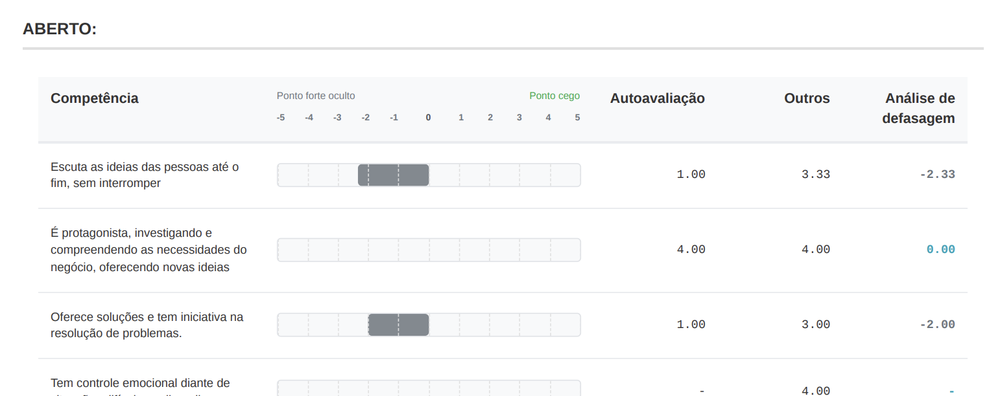 ABERTO:
Competência
Ponto forte oculto Ponto cego
-5 -4 -3 -2 -1 0 1 2 3 4 5
Autoavaliação
Outros
Análise de
defasagem
Escuta as ideias das pessoas até o
fim, sem interromper
1.00 3.33 -2.33
É protagonista, investigando e
compreendendo as necessidades do
negócio, oferecendo novas ideias
4.00 4.00 0.00
Oferece soluções e tem iniciativa na
resolução de problemas.
1.00 3.00 -2.00
Tem controle emocional diante de
- 4.00 -